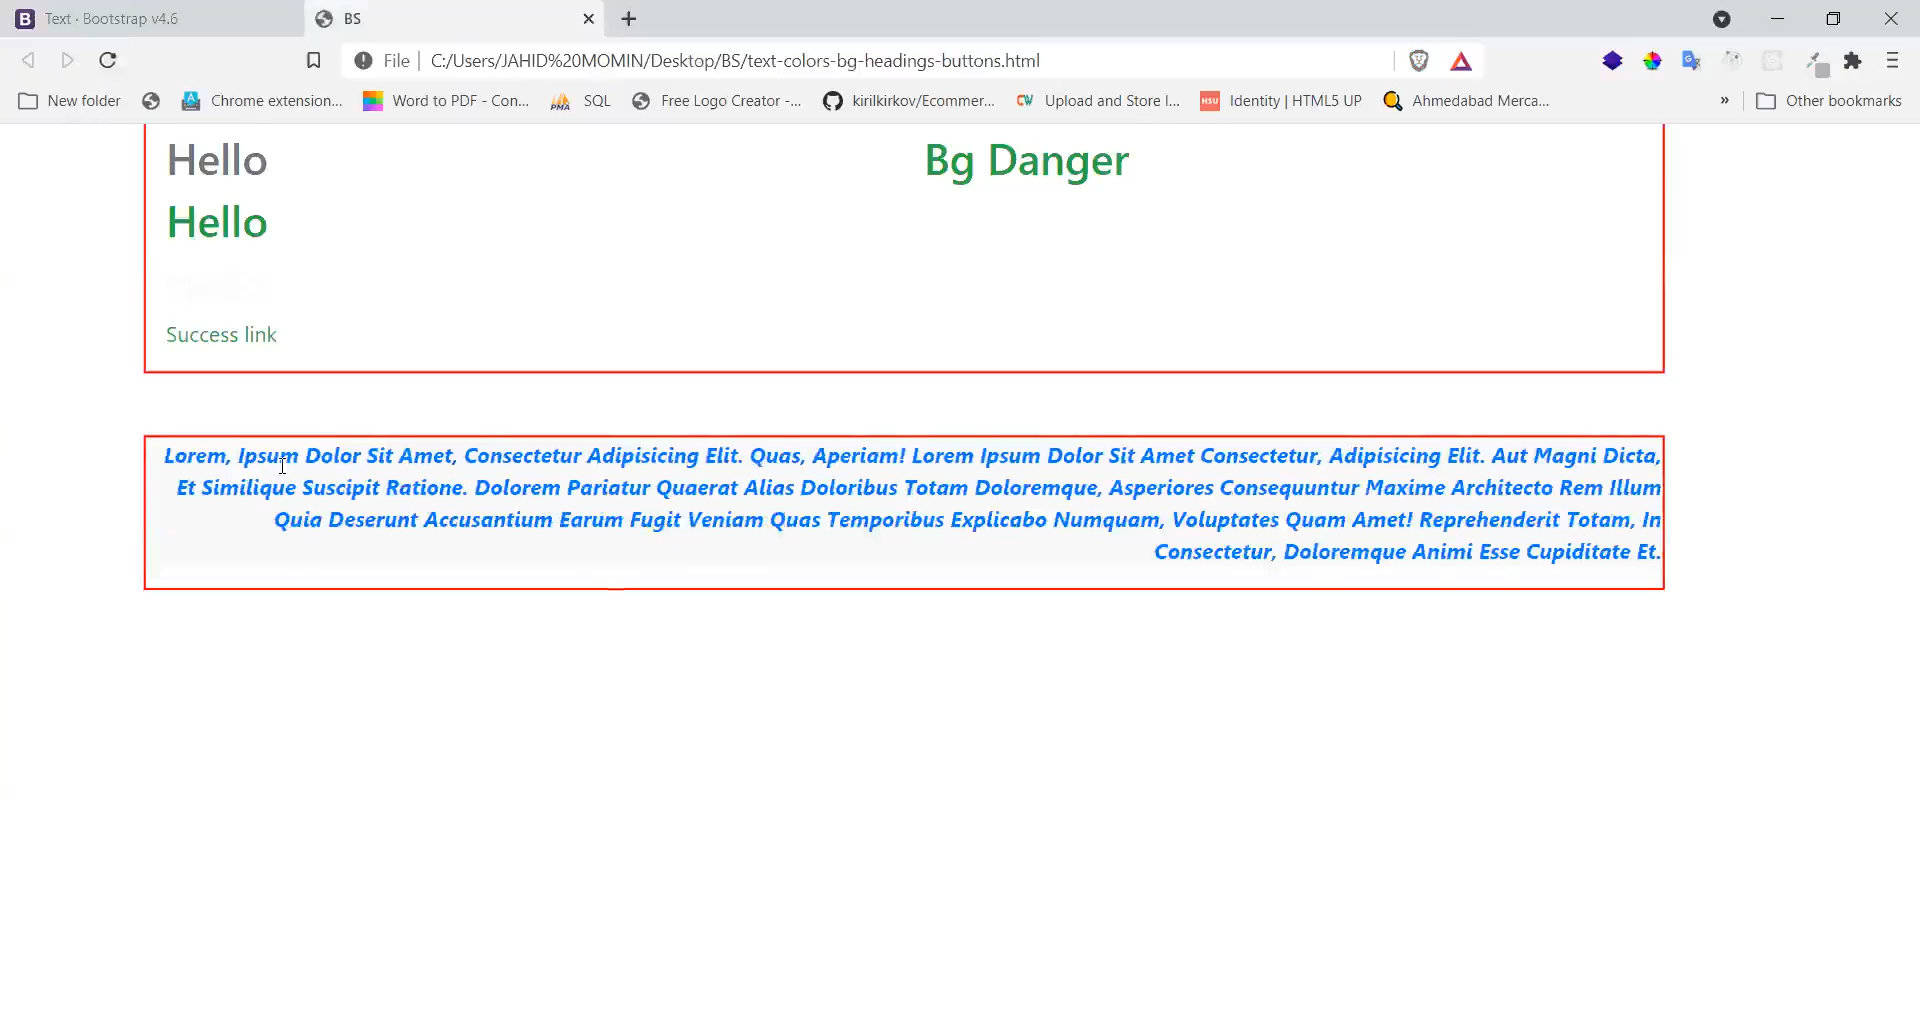 Text · Bootstrap v4.6
BS
File | C:/Users/JAHID%20MOMIN/Desktop/BS/text-colors-bg-headings-buttons.html
New folder
Chrome extension...
Word to PDF - Con...
PMA
SQL
Free Logo Creator -...
kirilkirkov/Ecommer...
CW
Upload and Store I...
HSU
Identity | HTML5 UP
Ahmedabad Merca...
»
Other bookmarks
Hello
Bg Danger
Hello
Success link
Lorem, Ipsum Dolor Sit Amet, Consectetur Adipisicing Elit. Quas, Aperiam! Lorem Ipsum Dolor Sit Amet Consectetur, Adipisicing Elit. Aut Magni Dicta,
Et Similique Suscipit Ratione. Dolorem Pariatur Quaerat Alias Doloribus Totam Doloremque, Asperiores Consequuntur Maxime Architecto Rem Illum
Quia Deserunt Accusantium Earum Fugit Veniam Quas Temporibus Explicabo Numquam, Voluptates Quam Amet! Reprehenderit Totam, In
Consectetur, Doloremque Animi Esse Cupiditate Et.